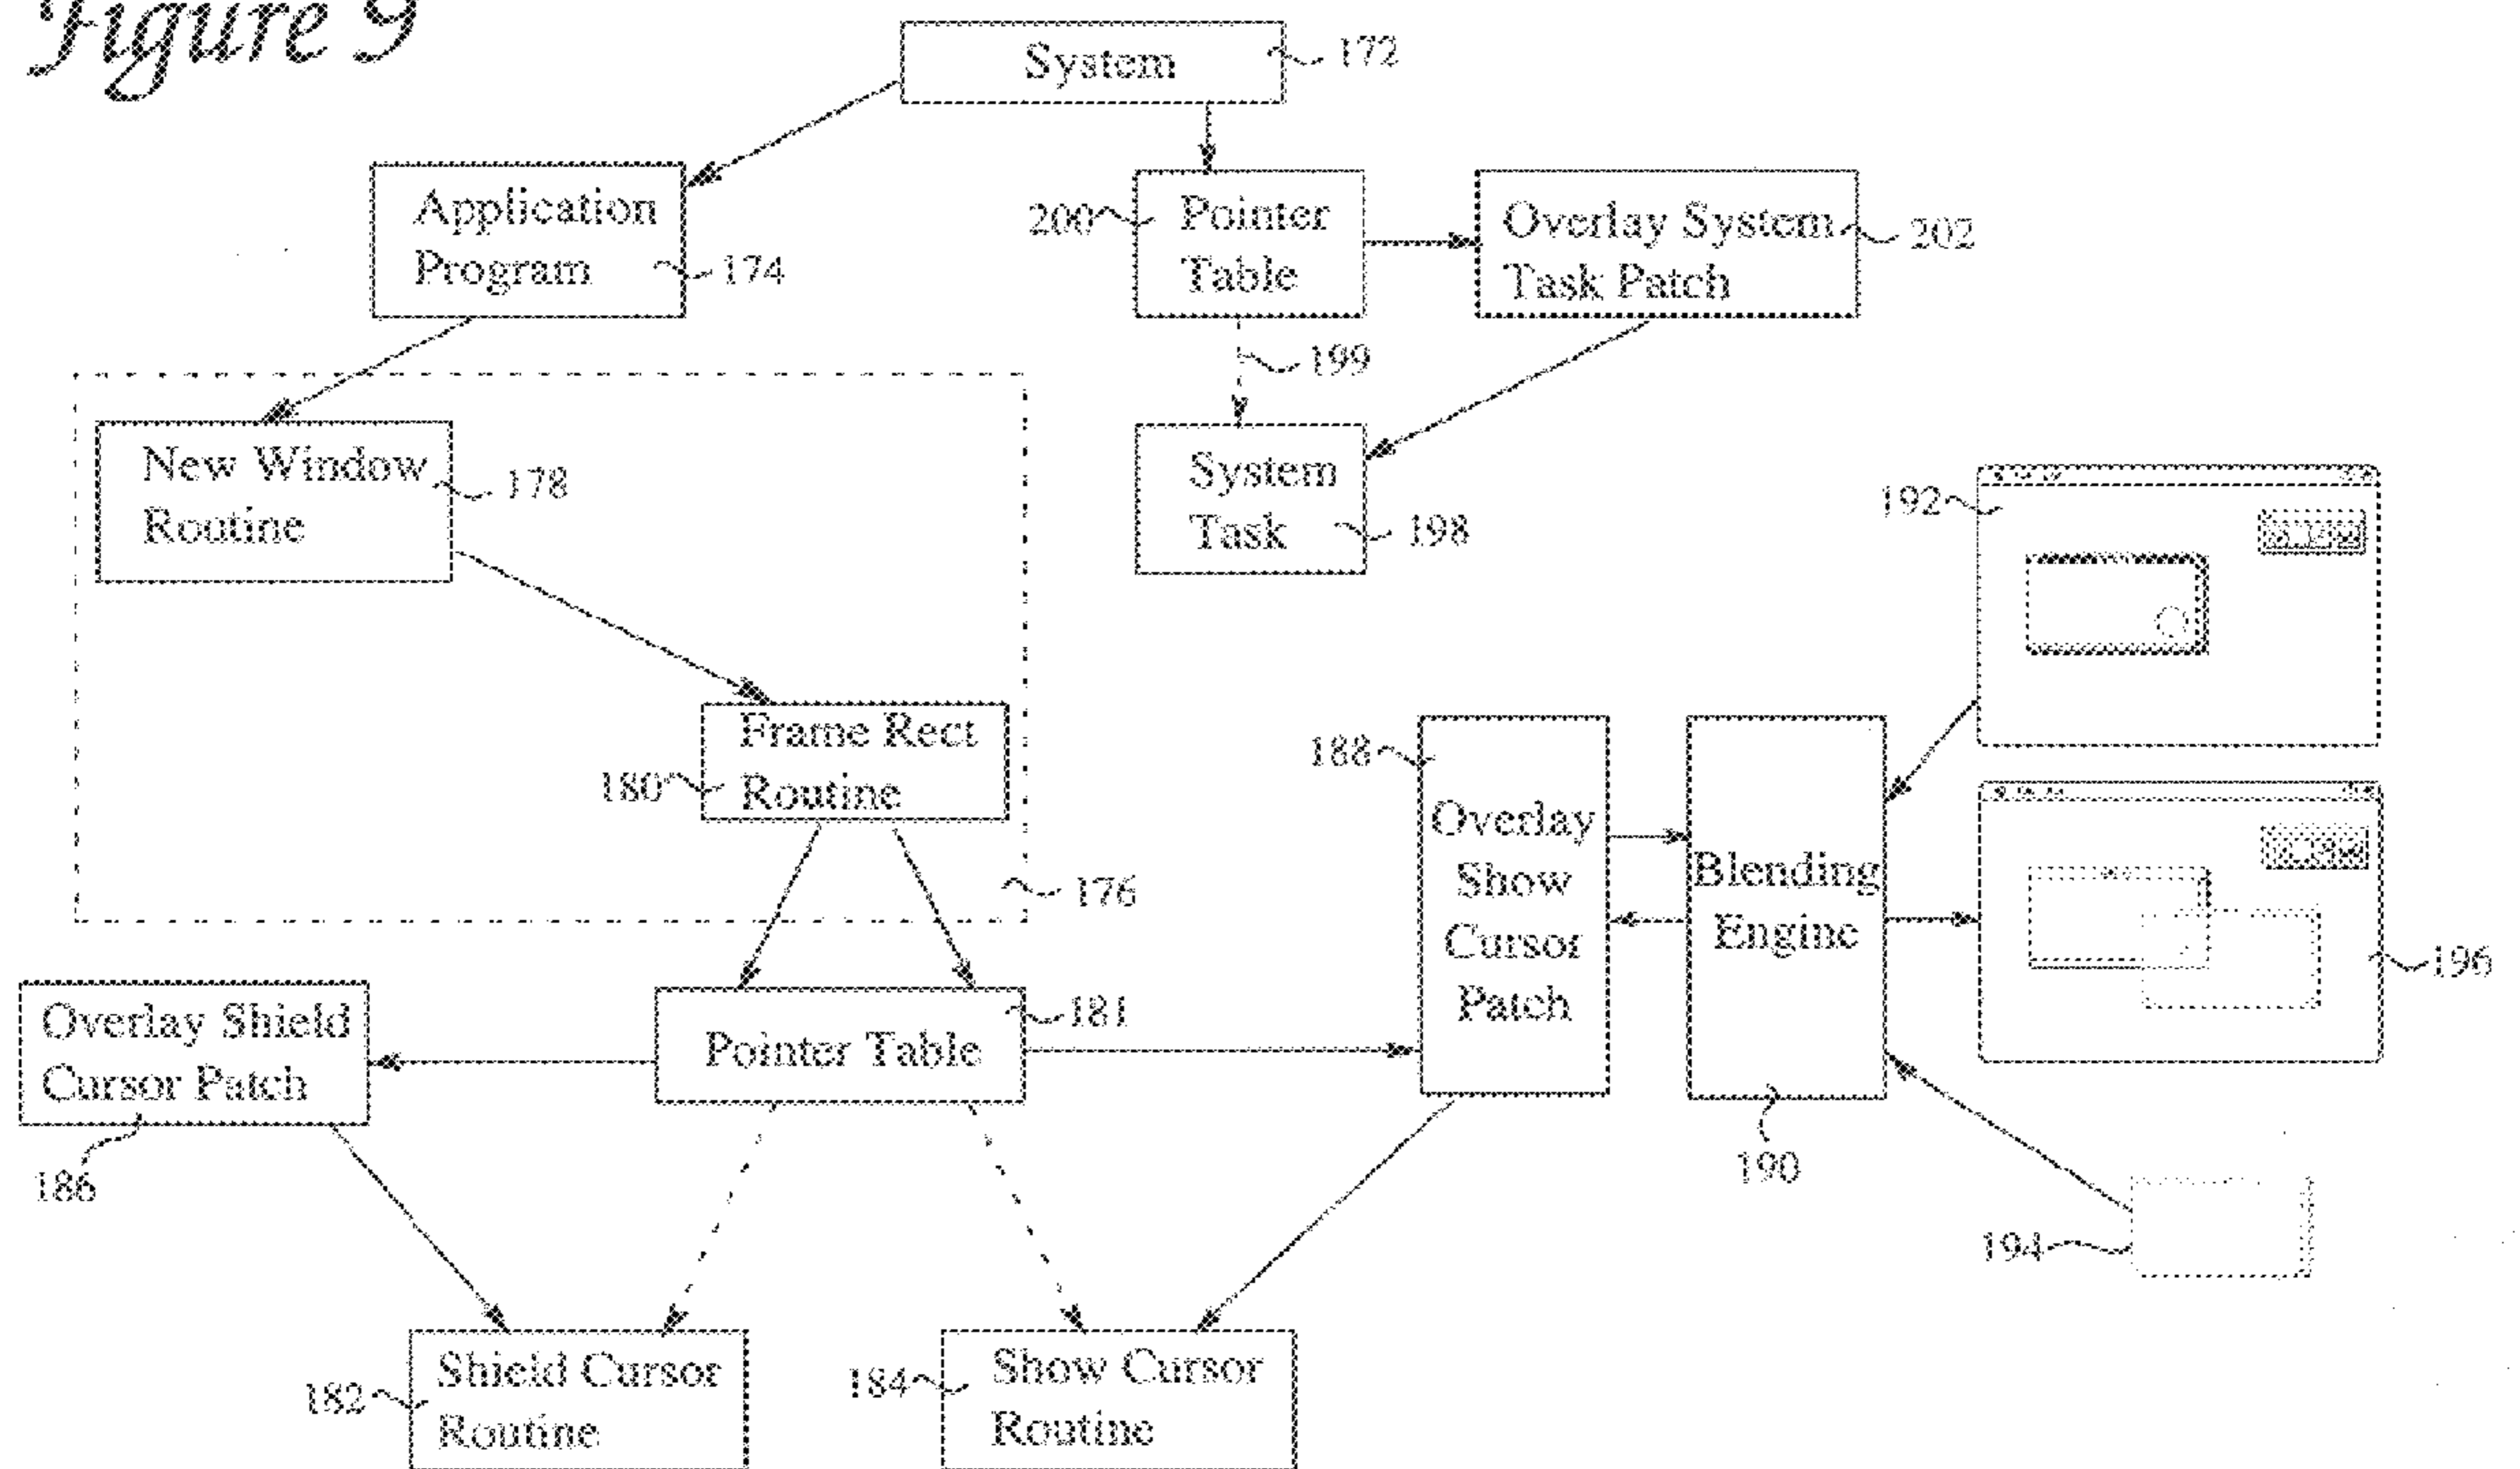 Figure 9
System
172
Application
Program
174
200
Pointer
Table
Overlay System
Task Patch
202
199
New Window
Routine
178
System
Task
198
192
Frame Rect
Routine
180
188
Overlay
Show
Cursor
Patch
Blending
Engine
176
196
Overlay Shield
Cursor Patch
181
Pointer Table
186
190
194
182
Shield Cursor
Routine
184
Show Cursor
Routine